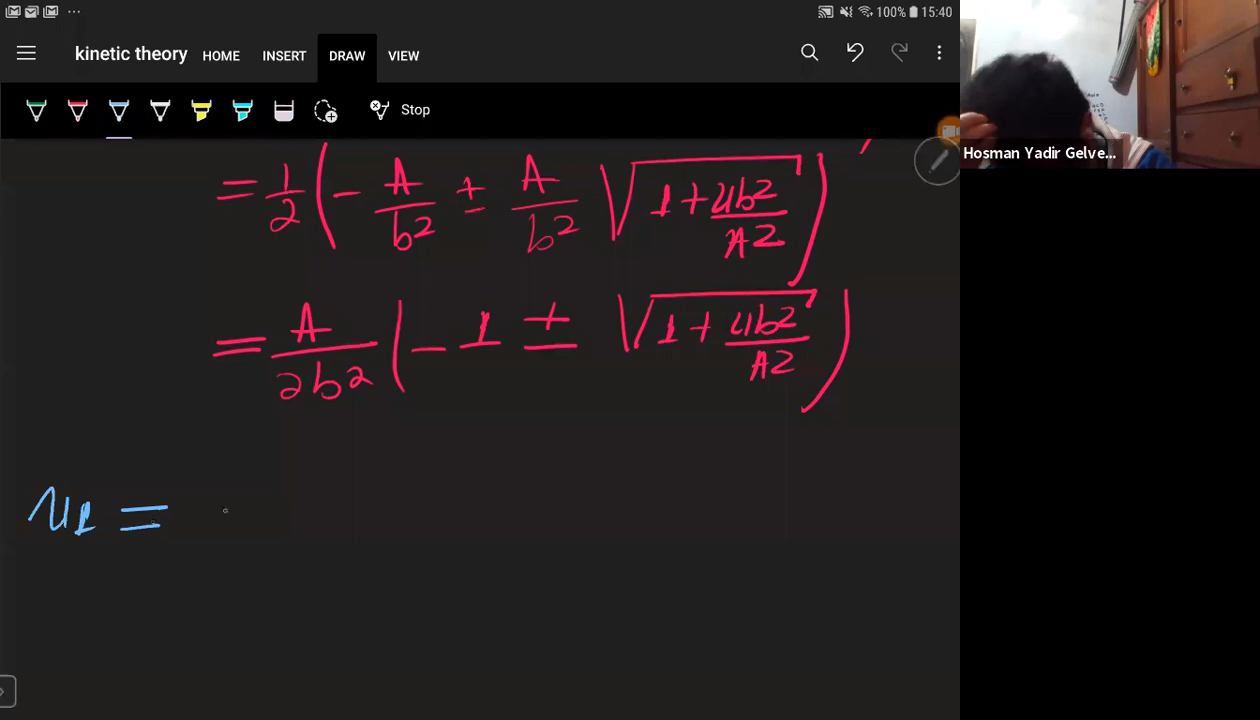 100% 15:40
kinetic theory HOME INSERT DRAW VIEW
Stop
Hosman Yadir Gelve...
= 1/2 ( - A/b² ± A/b² √(1 + 4b²/A2) )
= A/2b² ( - 1 ± √(1 + 4b²/A2) )
u1 =